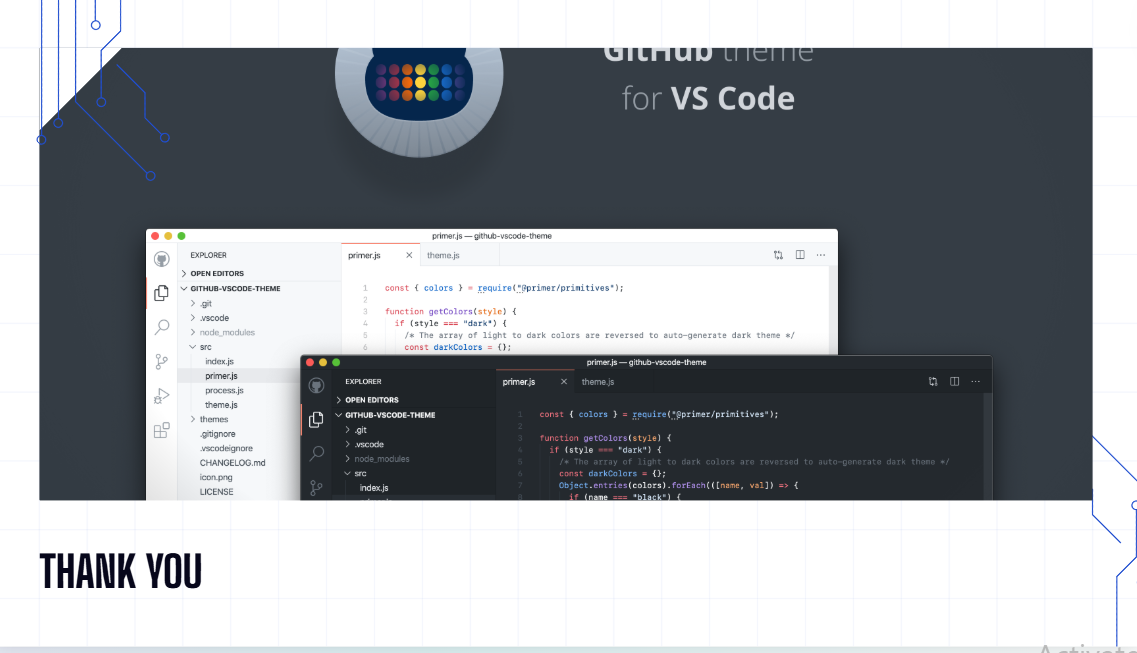 GitHub theme
for VS Code
primer.js — github-vscode-theme
EXPLORER
OPEN EDITORS
GITHUB-VSCODE-THEME
.git
.vscode
node_modules
src
index.js
primer.js
process.js
theme.js
themes
.gitignore
.vscodeignore
CHANGELOG.md
icon.png
LICENSE
primer.js
theme.js
1 const { colors } = require("@primer/primitives");
2
3 function getColors(style) {
4 if (style === "dark") {
5 /* The array of light to dark colors are reversed to auto-generate dark theme */
6 const darkColors = {};
primer.js — github-vscode-theme
EXPLORER
OPEN EDITORS
GITHUB-VSCODE-THEME
.git
.vscode
node_modules
src
index.js
primer.js
theme.js
1 const { colors } = require("@primer/primitives");
2
3 function getColors(style) {
4 if (style === "dark") {
5 /* The array of light to dark colors are reversed to auto-generate dark theme */
6 const darkColors = {};
7 Object.entries(colors).forEach(([name, val]) => {
8 if (name === "black") {
THANK YOU